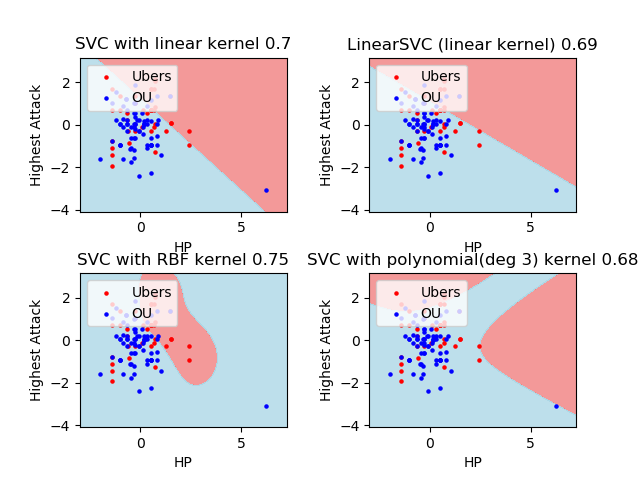 SVC with linear kernel 0.7
Highest Attack
2
0
−2
−4
Ubers
OU
0
5
HP
LinearSVC (linear kernel) 0.69
Highest Attack
2
0
−2
−4
Ubers
OU
0
5
HP
SVC with RBF kernel 0.75
Highest Attack
2
0
−2
−4
Ubers
OU
0
5
HP
SVC with polynomial(deg 3) kernel 0.68
Highest Attack
2
0
−2
−4
Ubers
OU
0
5
HP